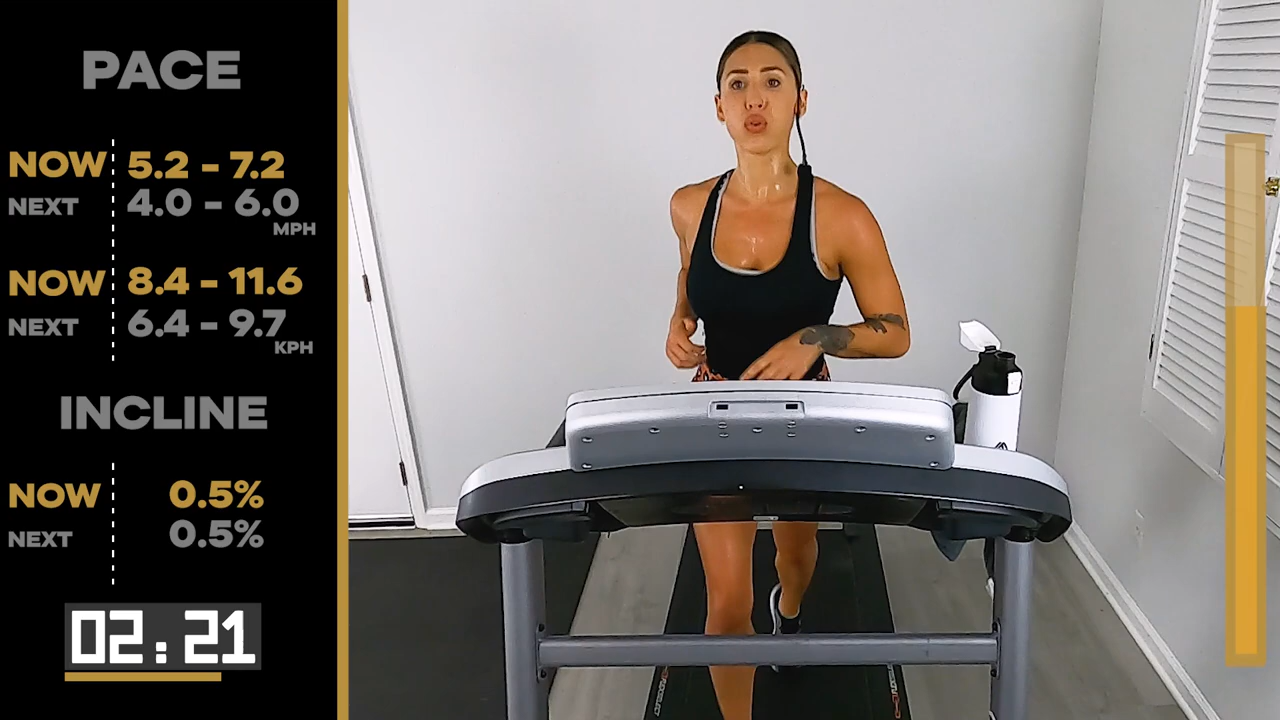 PACE
NOW 5.2 - 7.2
NEXT 4.0 - 6.0
MPH
NOW 8.4 - 11.6
NEXT 6.4 - 9.7
KPH
INCLINE
NOW 0.5%
NEXT 0.5%
02:21